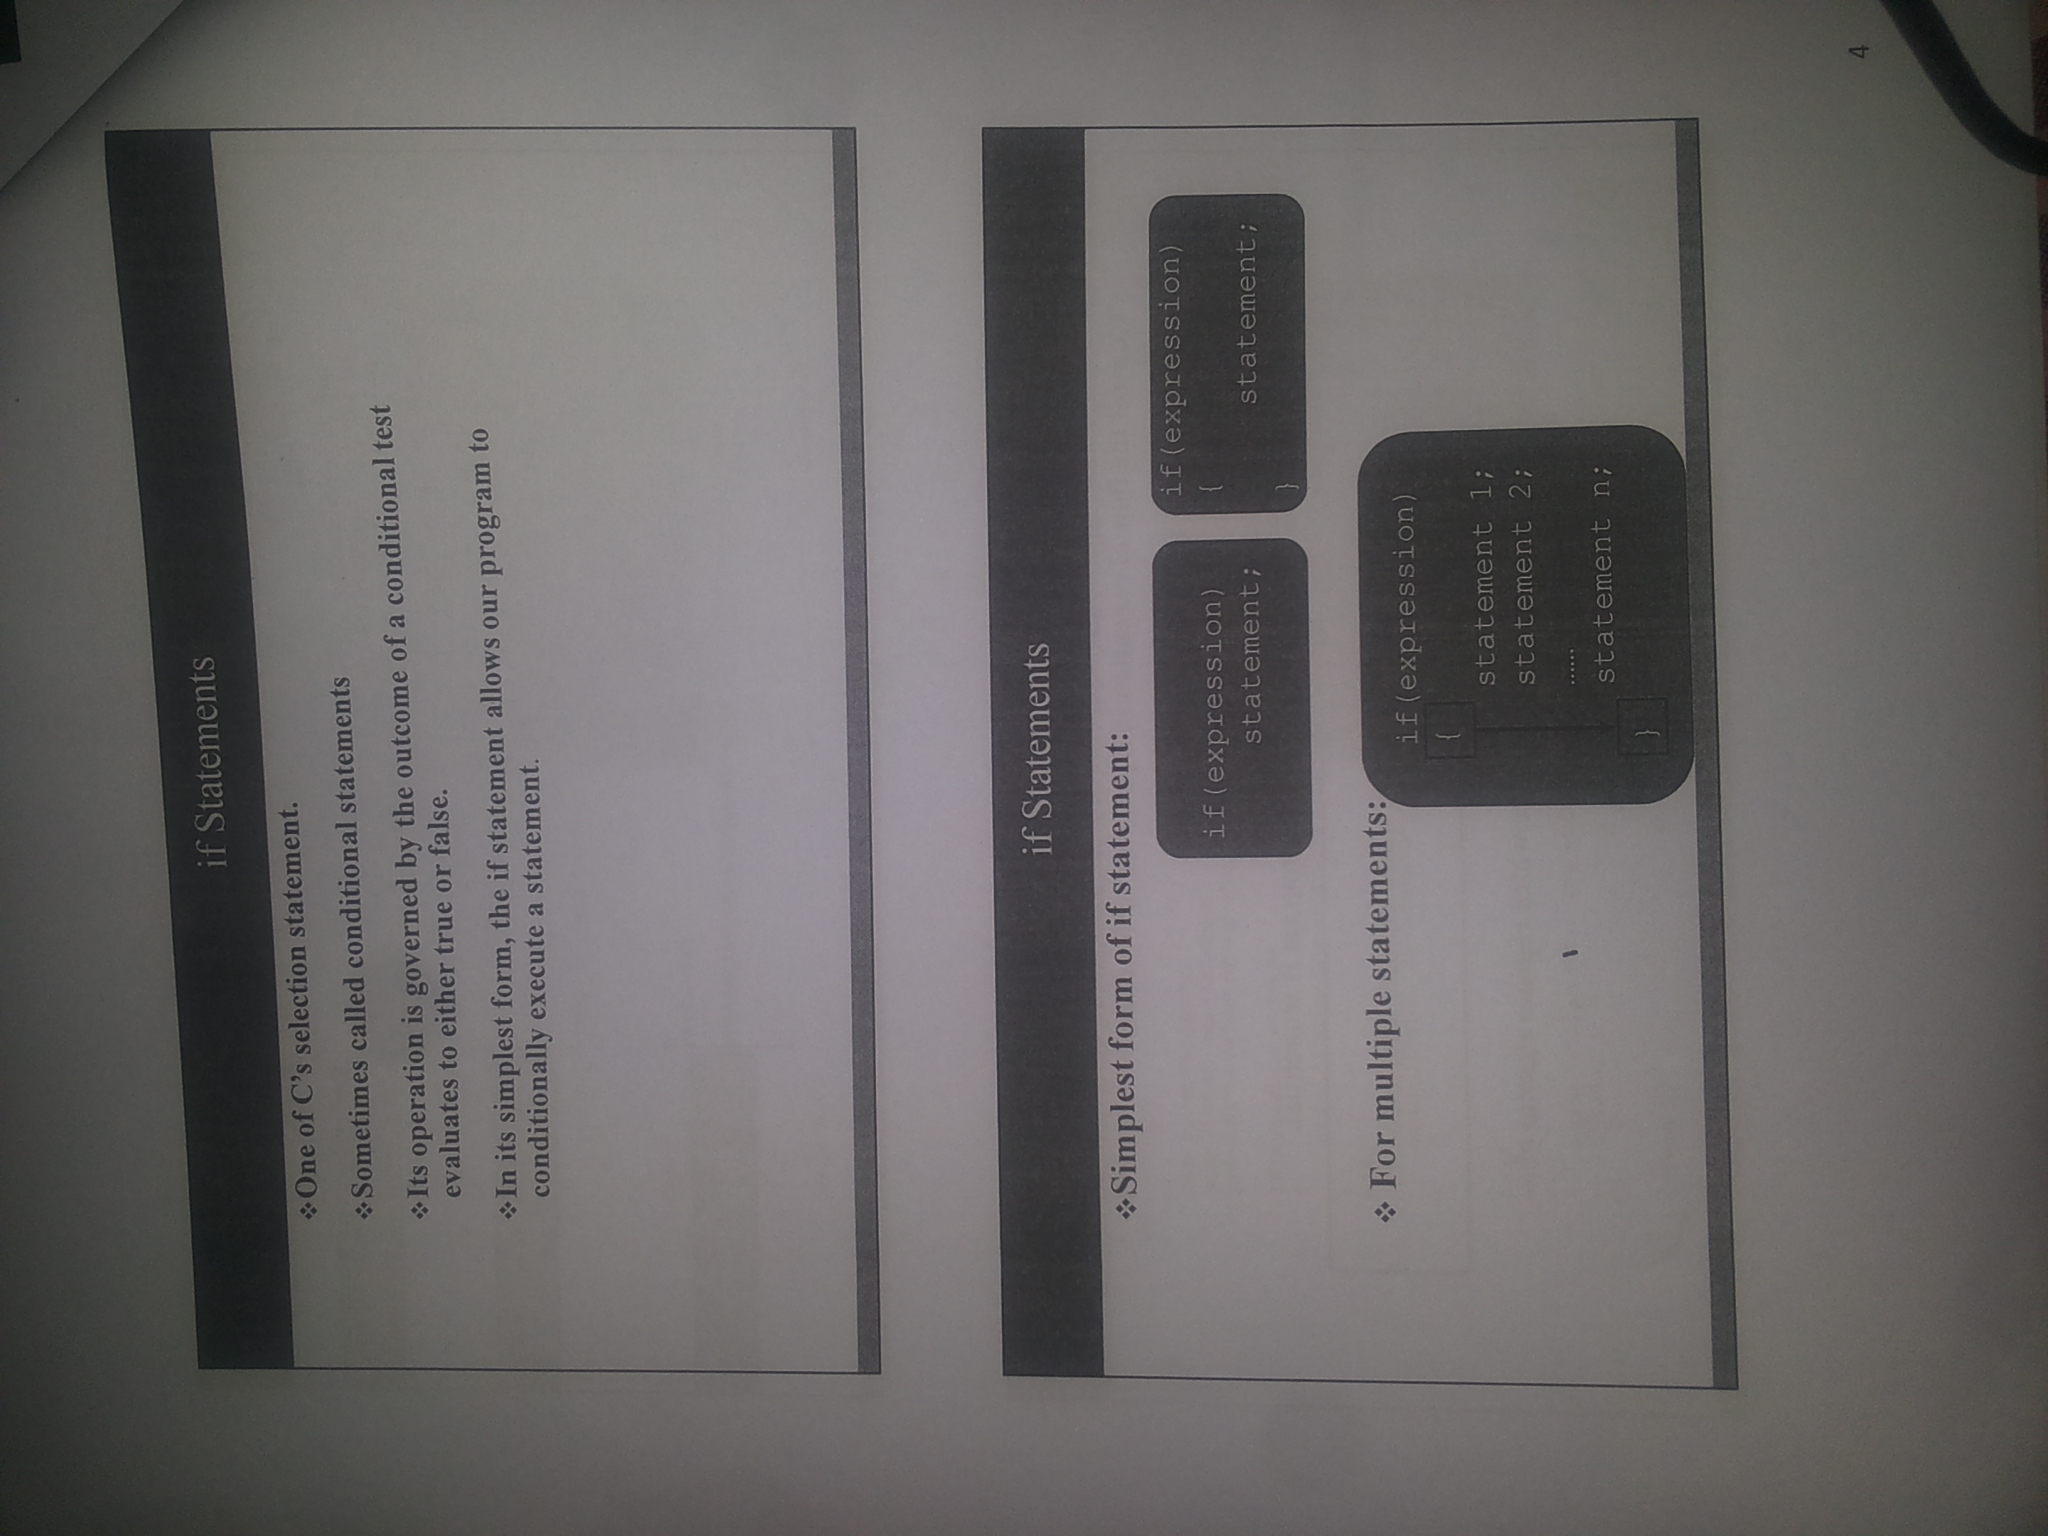 if Statements
❖One of C's selection statement.
❖Sometimes called conditional statements
❖Its operation is governed by the outcome of a conditional test
evaluates to either true or false.
❖In its simplest form, the if statement allows our program to
conditionally execute a statement.
if Statements
❖Simplest form of if statement:
if(expression)
statement;
if(expression)
{
statement;
}
❖ For multiple statements:
if(expression)
{
statement 1;
statement 2;
……
statement n;
}
4